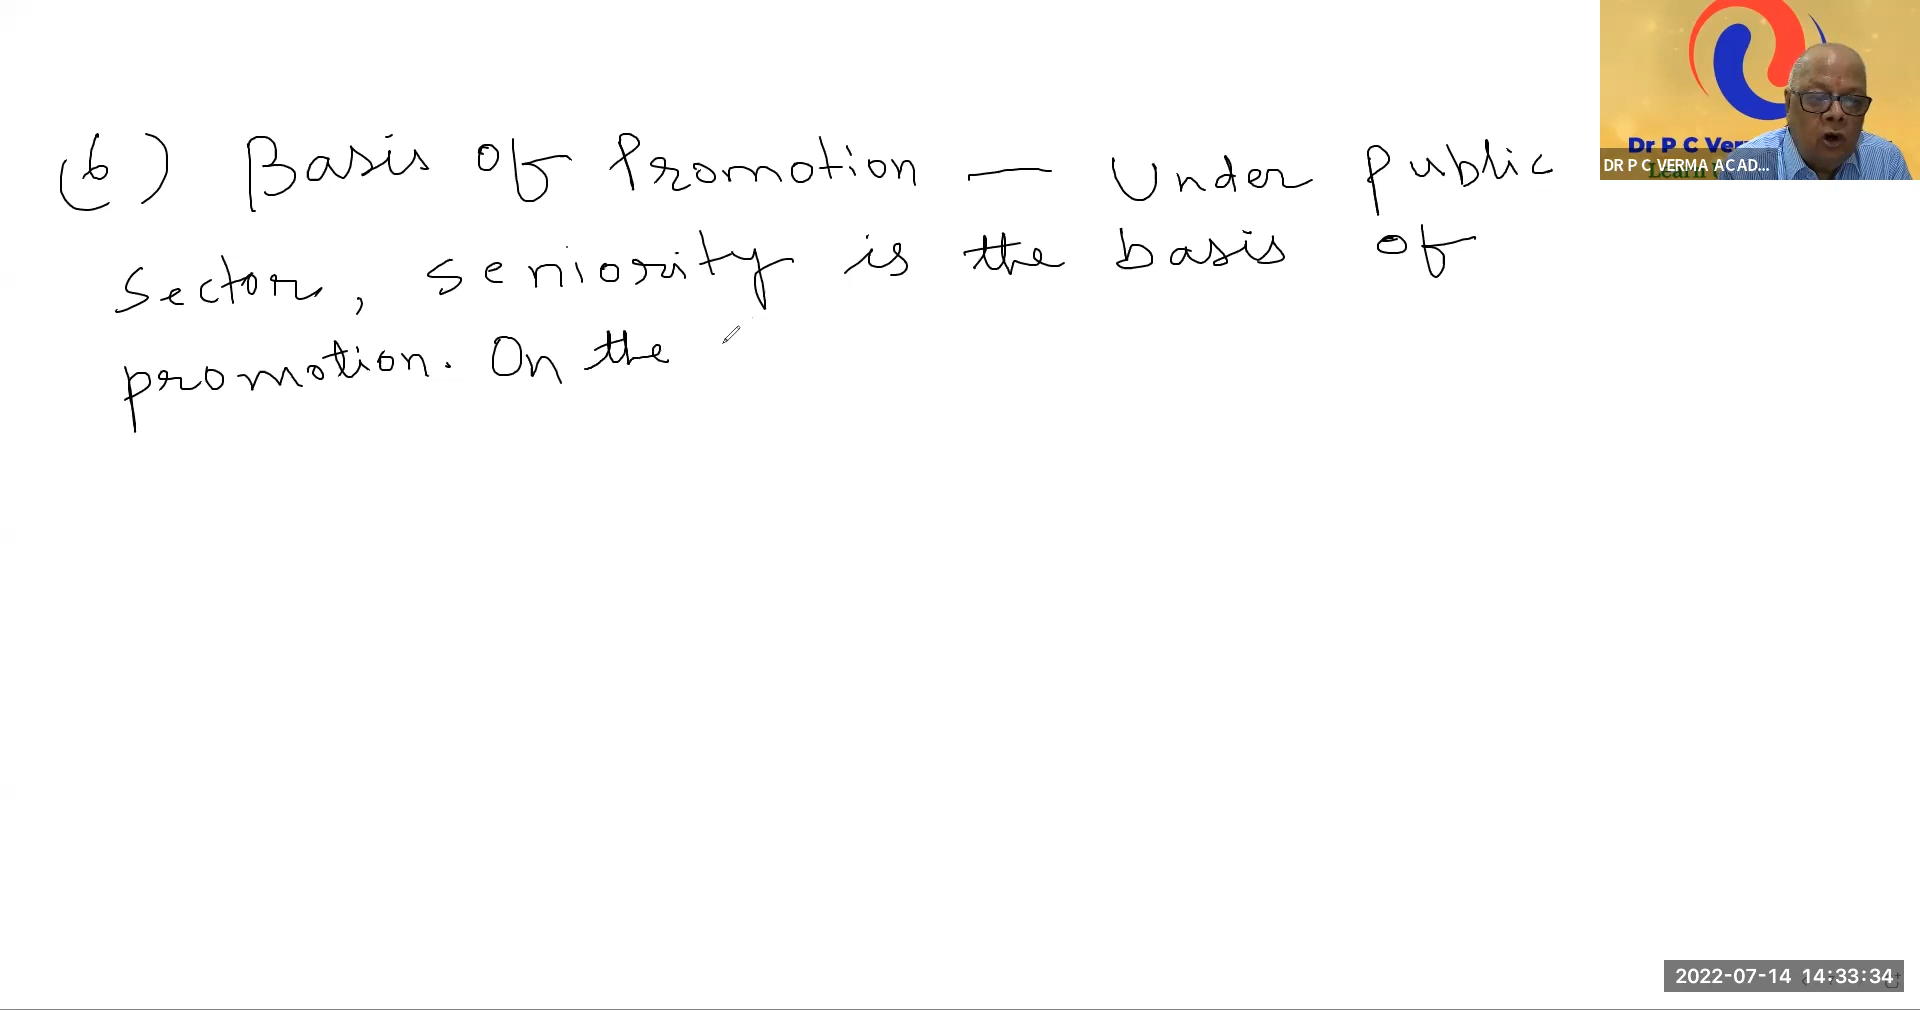 (6) Basis of Promotion — Under public
sector, seniority is the basis of
promotion. On the
Dr P C Ver
DR P C VERMA ACAD...
2022-07-14 14:33:34